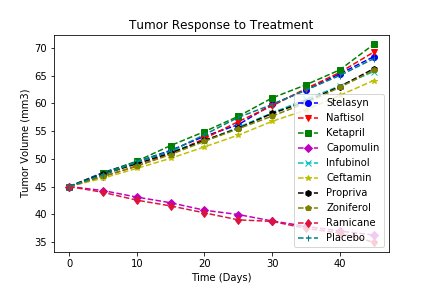 Tumor Response to Treatment
Tumor Volume (mm3)
70
65
60
55
50
45
40
35
Stelasyn
Naftisol
Ketapril
Capomulin
Infubinol
Ceftamin
Propriva
Zoniferol
Ramicane
Placebo
0
10
20
30
40
Time (Days)